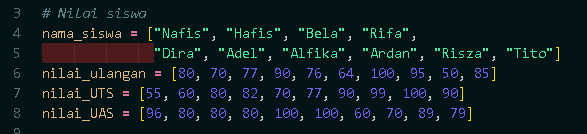 3 # Nilai siswa
4 nama_siswa = ["Nafis", "Hafis", "Bela", "Rifa",
5 "Dira", "Adel", "Alfika", "Ardan", "Risza", "Tito"]
6 nilai_ulangan = [80, 70, 77, 90, 76, 64, 100, 95, 50, 85]
7 nilai_UTS = [55, 60, 80, 82, 70, 77, 90, 99, 100, 90]
8 nilai_UAS = [96, 80, 80, 80, 100, 100, 60, 70, 89, 79]